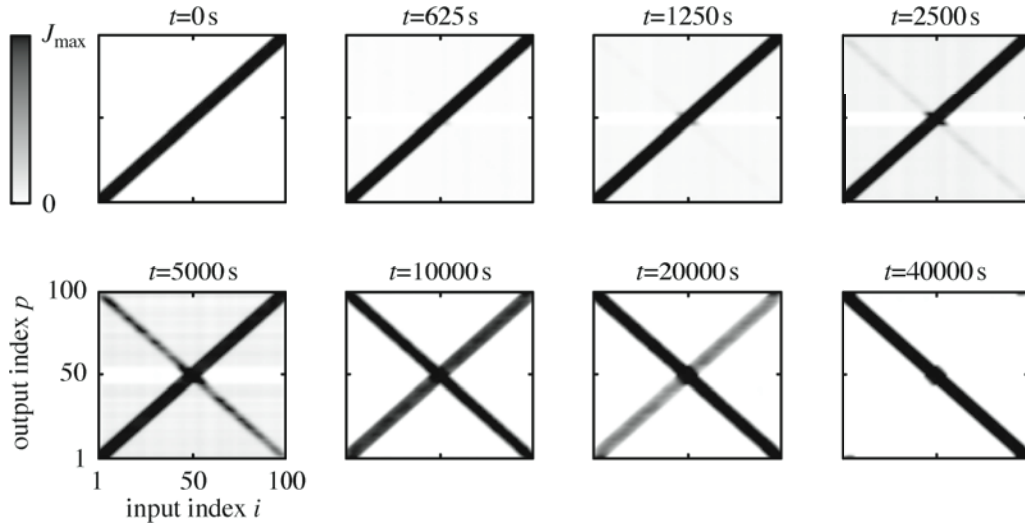 t=0 s t=625 s t=1250 s t=2500 s
J_max
0
t=5000 s t=10000 s t=20000 s t=40000 s
100
50
1
output index p
1 50 100
input index i